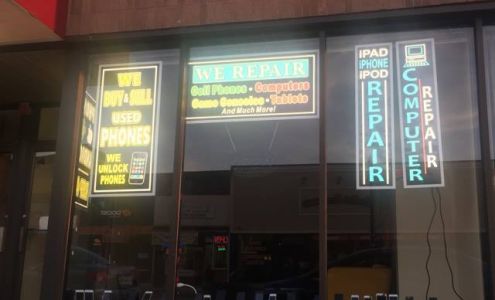 WE
BUY & SELL
USED
PHONES
WE
UNLOCK
PHONES
WE REPAIR
Cell Phones · Computers
Game Consoles · Tablets
And Much More!
IPAD
iPHONE
iPOD
REPAIR
COMPUTER
REPAIR